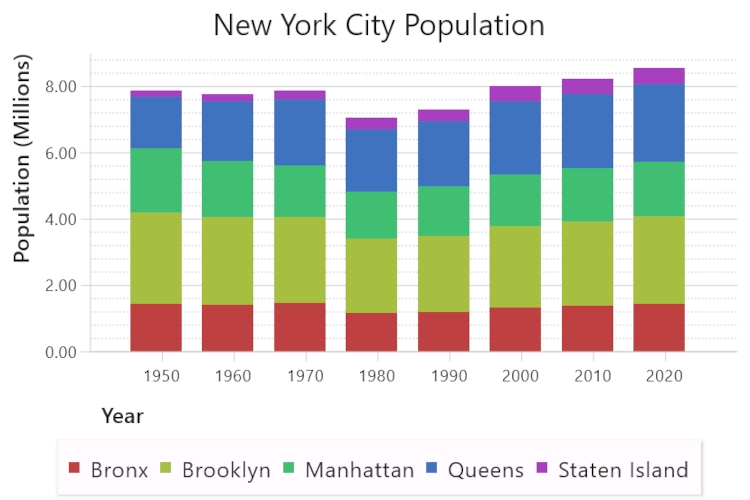 New York City Population
Population (Millions)
8.00
6.00
4.00
2.00
0.00
1950 1960 1970 1980 1990 2000 2010 2020
Year
Bronx Brooklyn Manhattan Queens Staten Island